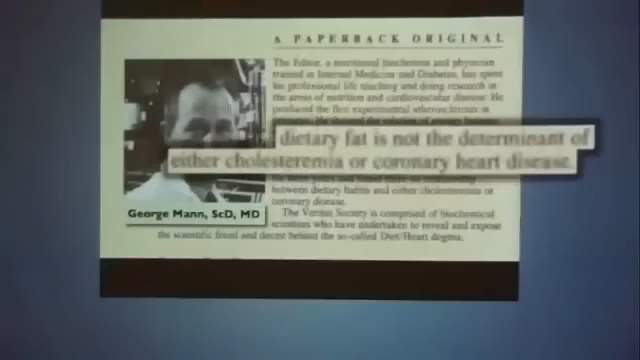 A PAPERBACK ORIGINAL
The Editor, a nutritional biochemist and physician
trained in Internal Medicine and Diabetes, has spent
his professional life teaching and doing research in
the areas of nutrition and cardiovascular disease. He
produced the first experimental atherosclerosis in
dietary fat is not the determinant of
either cholesteremia or coronary heart disease.
between dietary habits and either cholesteremia or
coronary disease.
George Mann, ScD, MD
The Veritas Society is comprised of biochemical
scientists who have undertaken to reveal and expose
the scientific fraud and deceit behind the so-called Diet/Heart dogma.